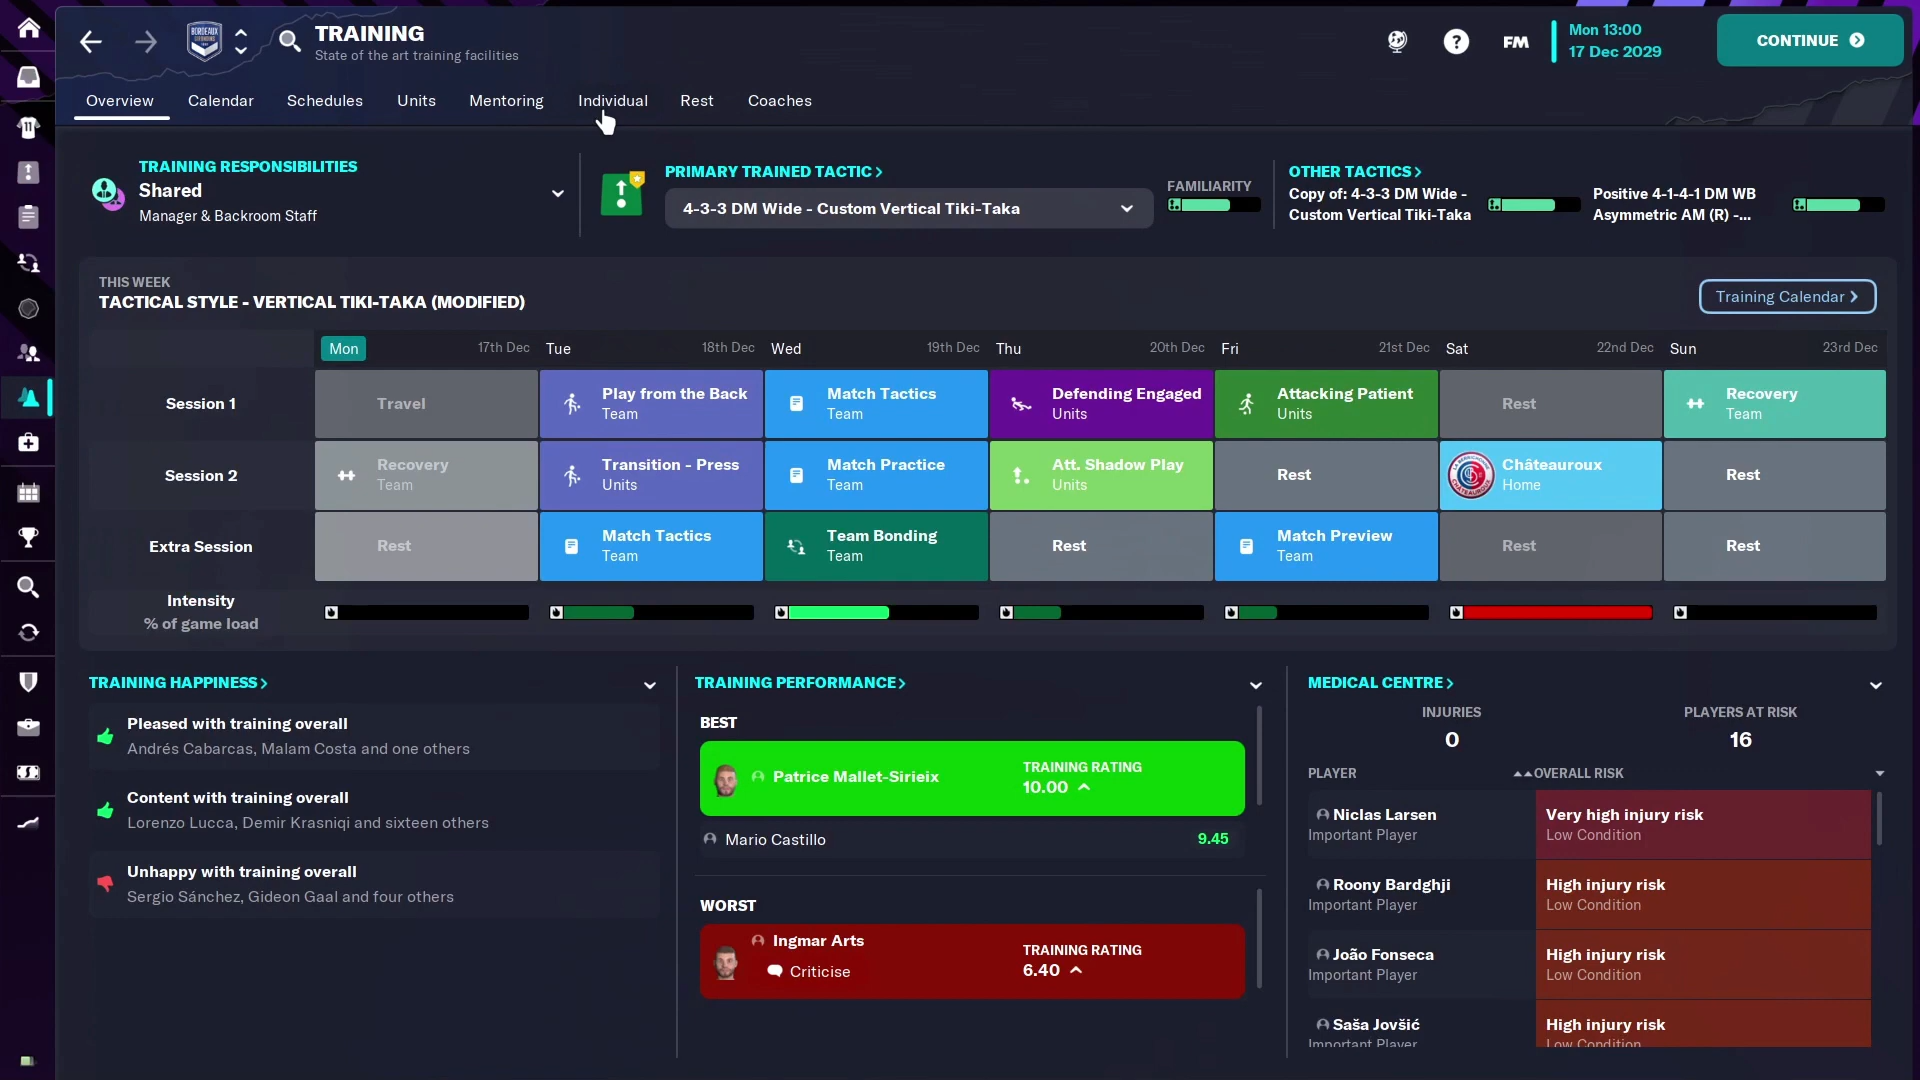 TRAINING
State of the art training facilities
FM
Mon 13:00
17 Dec 2029
CONTINUE
Overview
Calendar
Schedules
Units
Mentoring
Individual
Rest
Coaches
TRAINING RESPONSIBILITIES
Shared
Manager & Backroom Staff
PRIMARY TRAINED TACTIC >
4-3-3 DM Wide - Custom Vertical Tiki-Taka
FAMILIARITY
OTHER TACTICS >
Copy of: 4-3-3 DM Wide -
Custom Vertical Tiki-Taka
Positive 4-1-4-1 DM WB
Asymmetric AM (R) -...
THIS WEEK
TACTICAL STYLE - VERTICAL TIKI-TAKA (MODIFIED)
Training Calendar >
Mon 17th Dec
Tue 18th Dec
Wed 19th Dec
Thu 20th Dec
Fri 21st Dec
Sat 22nd Dec
Sun 23rd Dec
Session 1
Travel
Play from the Back
Team
Match Tactics
Team
Defending Engaged
Units
Attacking Patient
Units
Rest
Recovery
Team
Session 2
Recovery
Team
Transition - Press
Units
Match Practice
Team
Att. Shadow Play
Units
Rest
Châteauroux
Home
Rest
Extra Session
Rest
Match Tactics
Team
Team Bonding
Team
Rest
Match Preview
Team
Rest
Rest
Intensity
% of game load
TRAINING HAPPINESS >
Pleased with training overall
Andrés Cabarcas, Malam Costa and one others
Content with training overall
Lorenzo Lucca, Demir Krasniqi and sixteen others
Unhappy with training overall
Sergio Sánchez, Gideon Gaal and four others
TRAINING PERFORMANCE >
BEST
Patrice Mallet-Sirieix
TRAINING RATING
10.00
Mario Castillo
9.45
WORST
Ingmar Arts
Criticise
TRAINING RATING
6.40
MEDICAL CENTRE >
INJURIES
0
PLAYERS AT RISK
16
PLAYER
OVERALL RISK
Niclas Larsen
Important Player
Very high injury risk
Low Condition
Roony Bardghji
Important Player
High injury risk
Low Condition
João Fonseca
Important Player
High injury risk
Low Condition
Saša Jovšić
Important Player
High injury risk
Low Condition